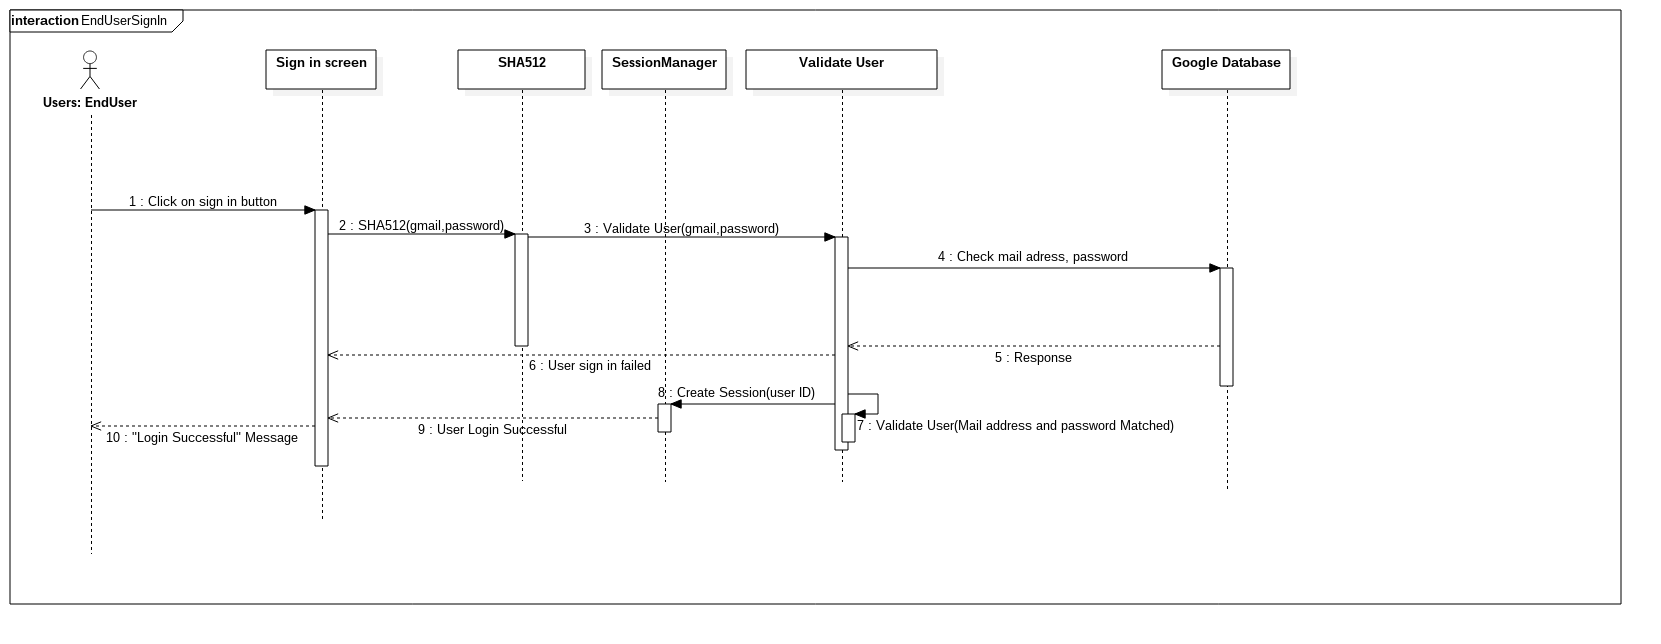 interaction EndUserSignIn
Users: EndUser
Sign in screen
SHA512
SessionManager
Validate User
Google Database
1 : Click on sign in button
2 : SHA512(gmail,password)
3 : Validate User(gmail,password)
4 : Check mail adress, password
5 : Response
6 : User sign in failed
8 : Create Session(user ID)
7 : Validate User(Mail address and password Matched)
9 : User Login Successful
10 : "Login Successful" Message